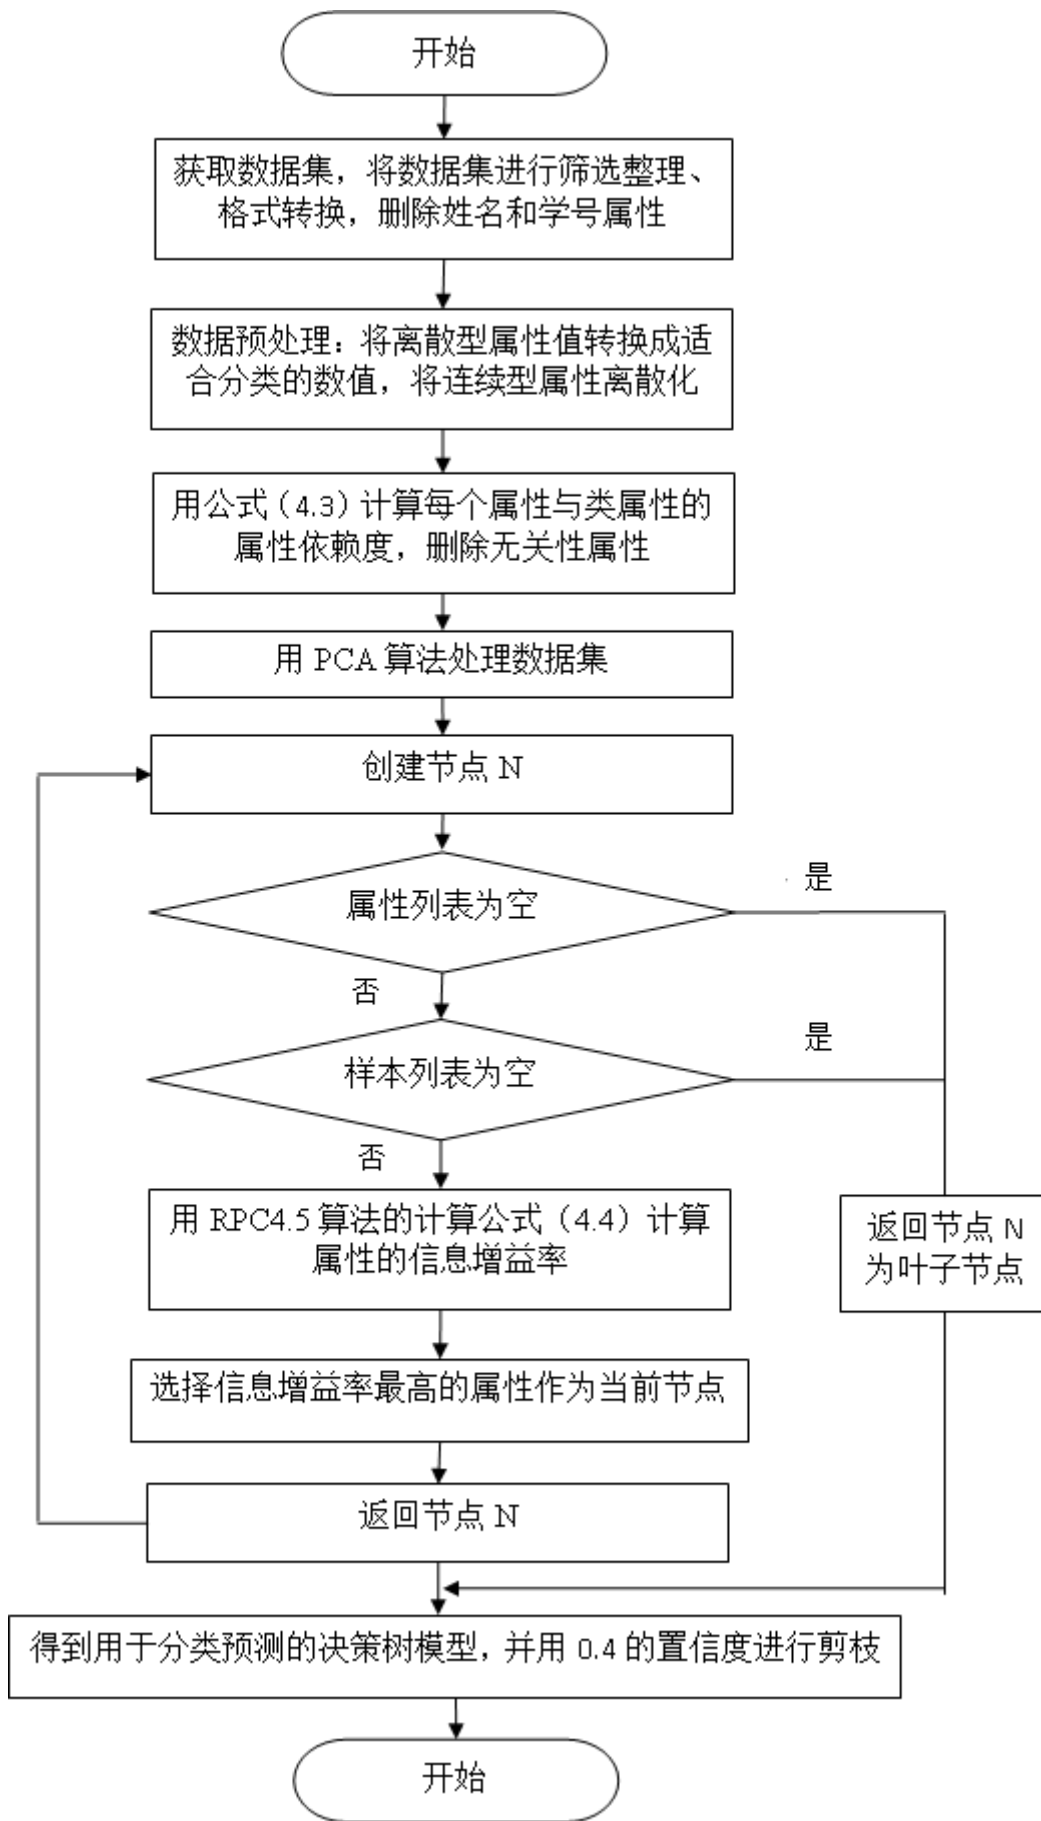 开始
获取数据集，将数据集进行筛选整理、
格式转换，删除姓名和学号属性
数据预处理：将离散型属性值转换成适
合分类的数值，将连续型属性离散化
用公式（4.3）计算每个属性与类属性的
属性依赖度，删除无关性属性
用 PCA 算法处理数据集
创建节点 N
属性列表为空
是
否
样本列表为空
是
否
用 RPC4.5 算法的计算公式（4.4）计算
属性的信息增益率
返回节点 N
为叶子节点
选择信息增益率最高的属性作为当前节点
返回节点 N
得到用于分类预测的决策树模型，并用 0.4 的置信度进行剪枝
开始